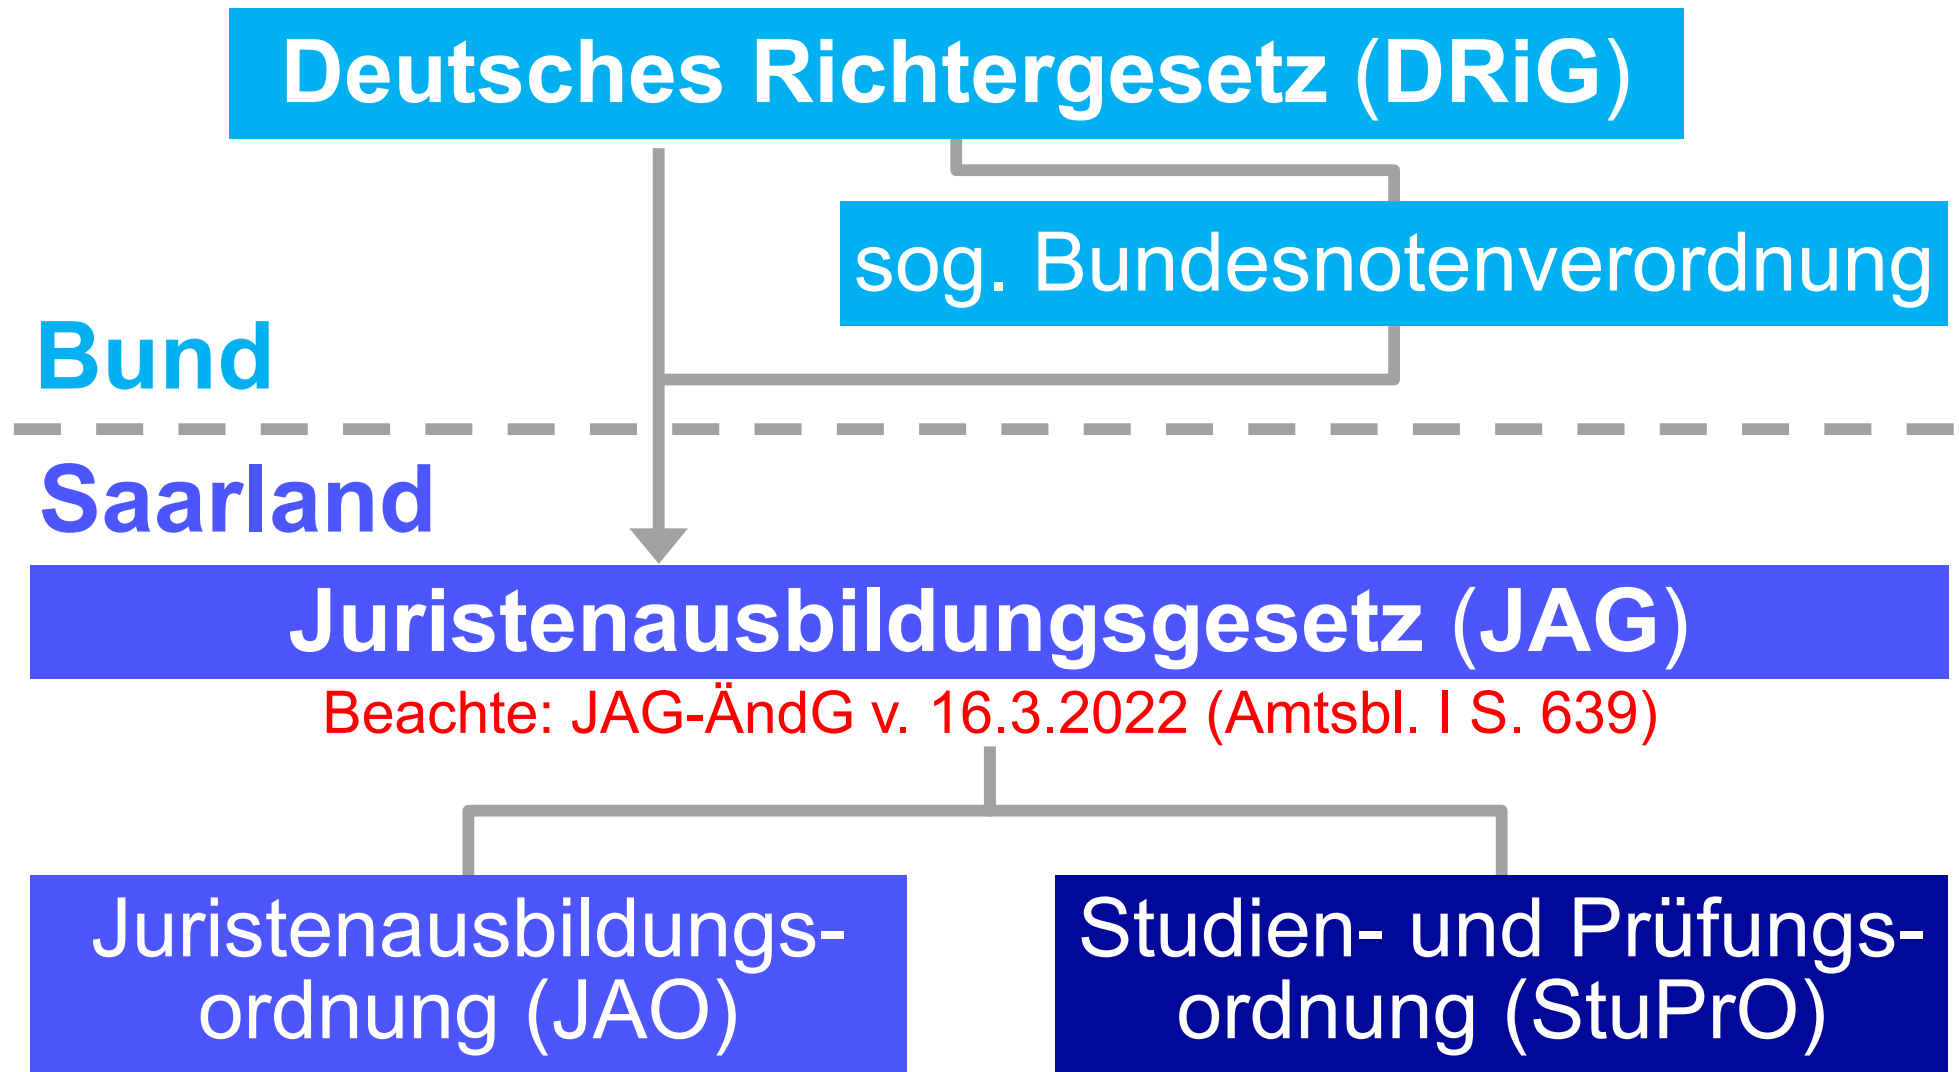 Deutsches Richtergesetz (DRiG)
sog. Bundesnotenverordnung
Bund
Saarland
Juristenausbildungsgesetz (JAG)
Beachte: JAG-ÄndG v. 16.3.2022 (Amtsbl. I S. 639)
Juristenausbildungs-
ordnung (JAO)
Studien- und Prüfungs-
ordnung (StuPrO)